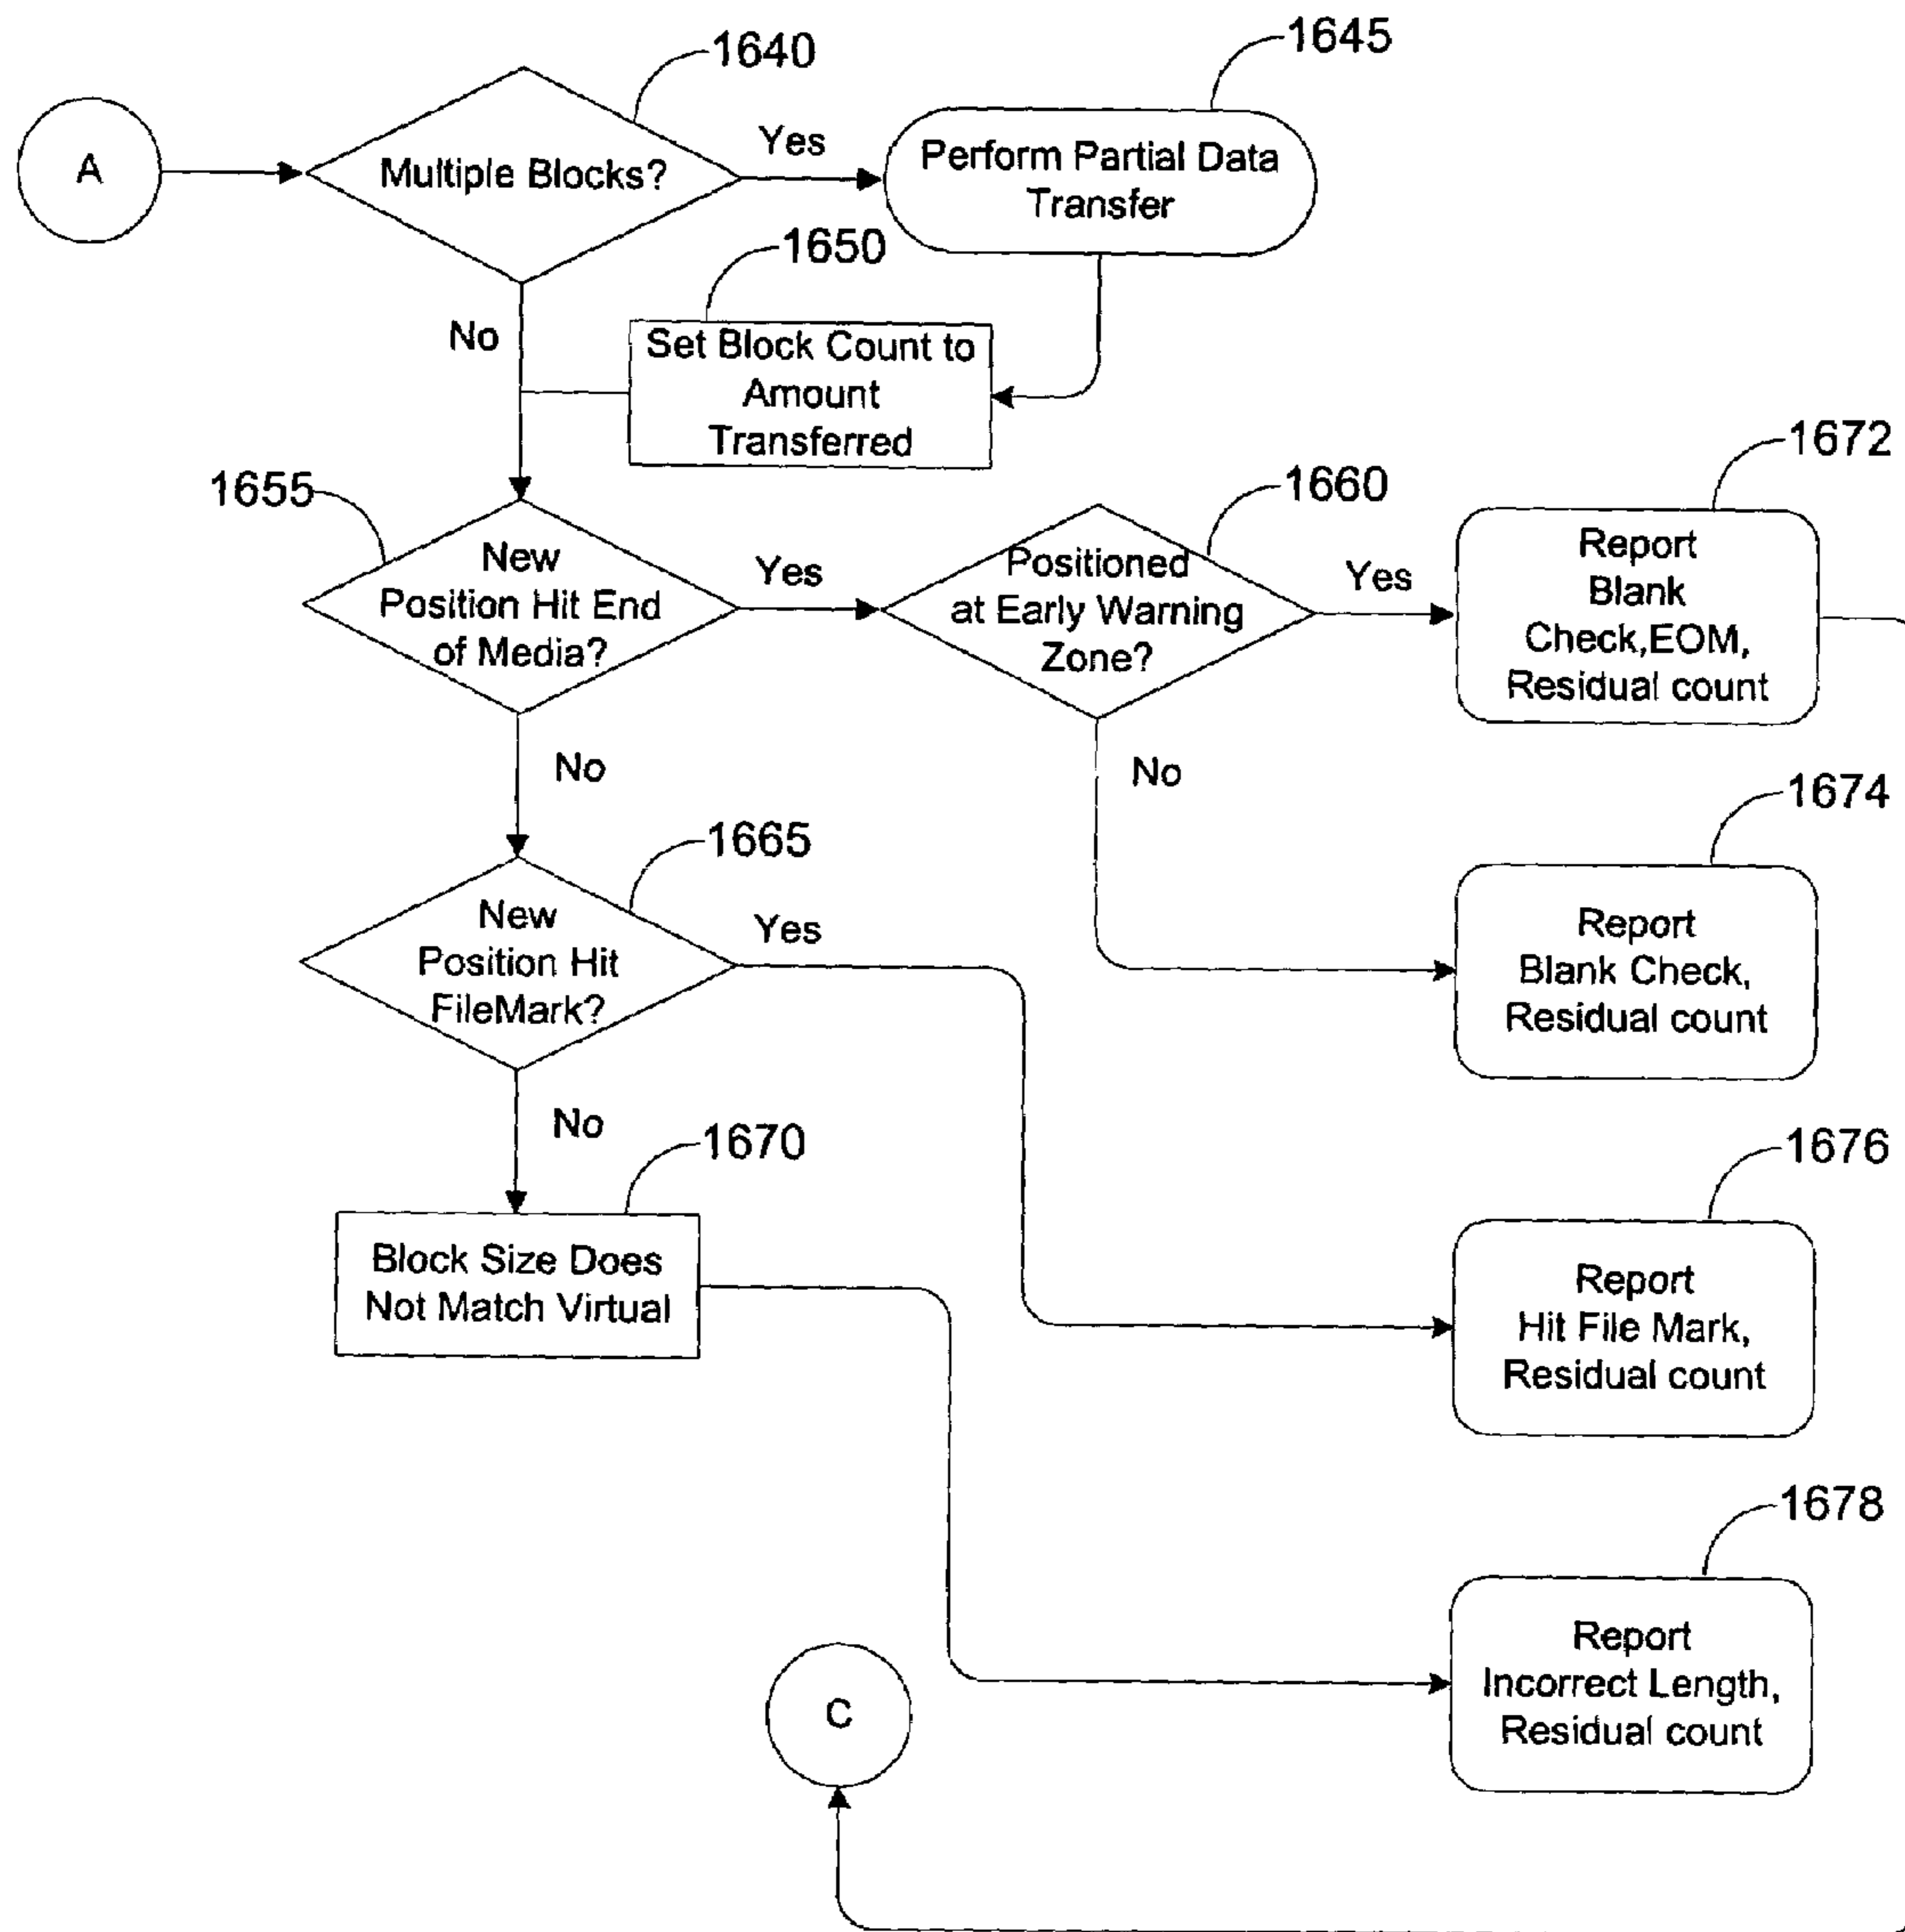 1640
1645
A
Multiple Blocks?
Yes
Perform Partial Data
Transfer
1650
No
Set Block Count to
Amount
Transferred
1655
1660
1672
New
Position Hit End
of Media?
Yes
Positioned
at Early Warning
Zone?
Yes
Report
Blank
Check,EOM,
Residual count
No
No
1665
1674
New
Position Hit
FileMark?
Yes
Report
Blank Check,
Residual count
No
1670
1676
Block Size Does
Not Match Virtual
Report
Hit File Mark,
Residual count
1678
C
Report
Incorrect Length,
Residual count